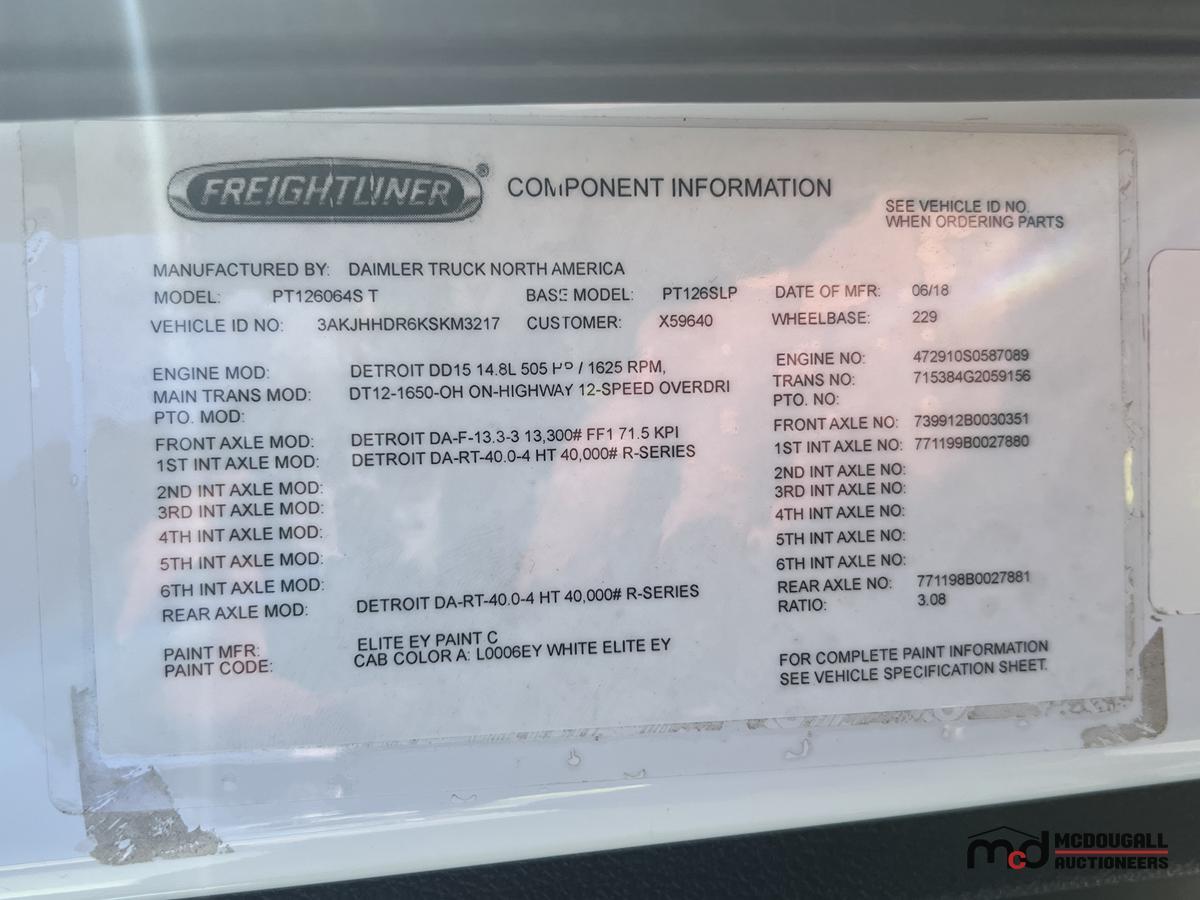 FREIGHTLINER® COMPONENT INFORMATION
SEE VEHICLE ID NO.
WHEN ORDERING PARTS
MANUFACTURED BY: DAIMLER TRUCK NORTH AMERICA
MODEL: PT126064S T BASE MODEL: PT126SLP DATE OF MFR: 06/18
VEHICLE ID NO: 3AKJHHDR6KSKM3217 CUSTOMER: X59640 WHEELBASE: 229
ENGINE MOD: DETROIT DD15 14.8L 505 HP / 1625 RPM, ENGINE NO: 472910S0587089
MAIN TRANS MOD: DT12-1650-OH ON-HIGHWAY 12-SPEED OVERDRI TRANS NO: 715384G2059156
PTO. MOD: PTO. NO:
FRONT AXLE MOD: DETROIT DA-F-13.3-3 13,300# FF1 71.5 KPI FRONT AXLE NO: 739912B0030351
1ST INT AXLE MOD: DETROIT DA-RT-40.0-4 HT 40,000# R-SERIES 1ST INT AXLE NO: 771199B0027880
2ND INT AXLE MOD: 2ND INT AXLE NO:
3RD INT AXLE MOD: 3RD INT AXLE NO:
4TH INT AXLE MOD: 4TH INT AXLE NO:
5TH INT AXLE MOD: 5TH INT AXLE NO:
6TH INT AXLE MOD: 6TH INT AXLE NO:
REAR AXLE MOD: DETROIT DA-RT-40.0-4 HT 40,000# R-SERIES REAR AXLE NO: 771198B0027881
RATIO: 3.08
PAINT MFR: ELITE EY PAINT C
PAINT CODE: CAB COLOR A: L0006EY WHITE ELITE EY
FOR COMPLETE PAINT INFORMATION
SEE VEHICLE SPECIFICATION SHEET.
mcd MCDOUGALL
AUCTIONEERS